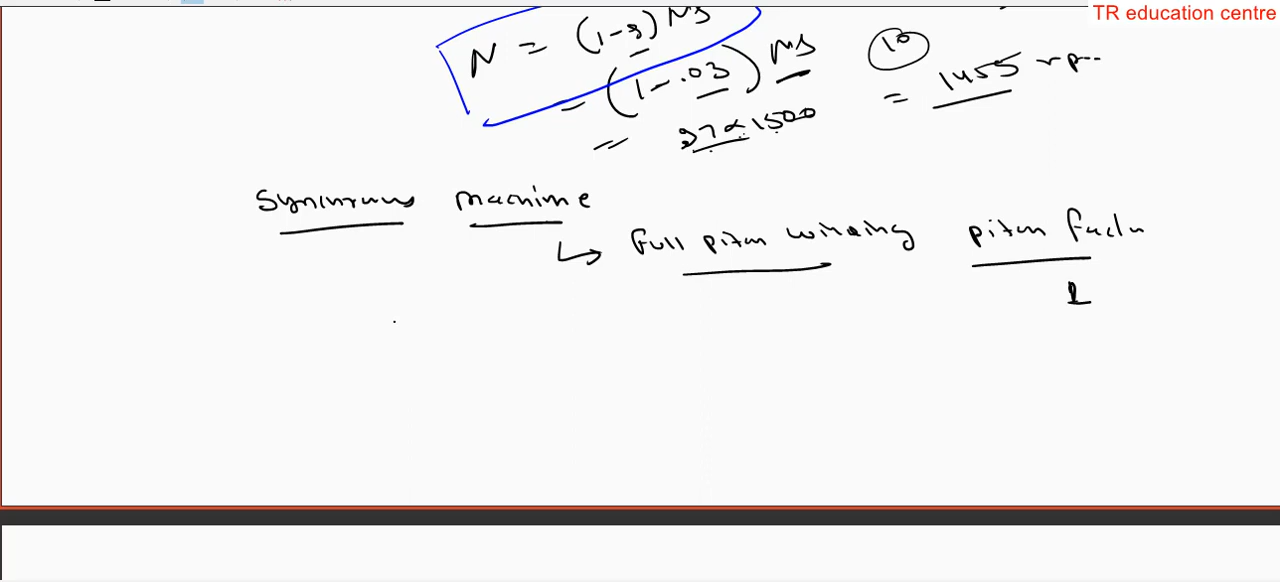 TR education centre
N = (1-s) Ns
= (1-.03) Ns
10
= .97 x 1500
= 1455 rp..
Synchronous machine
↳ Full pitch winding pitch factor
1